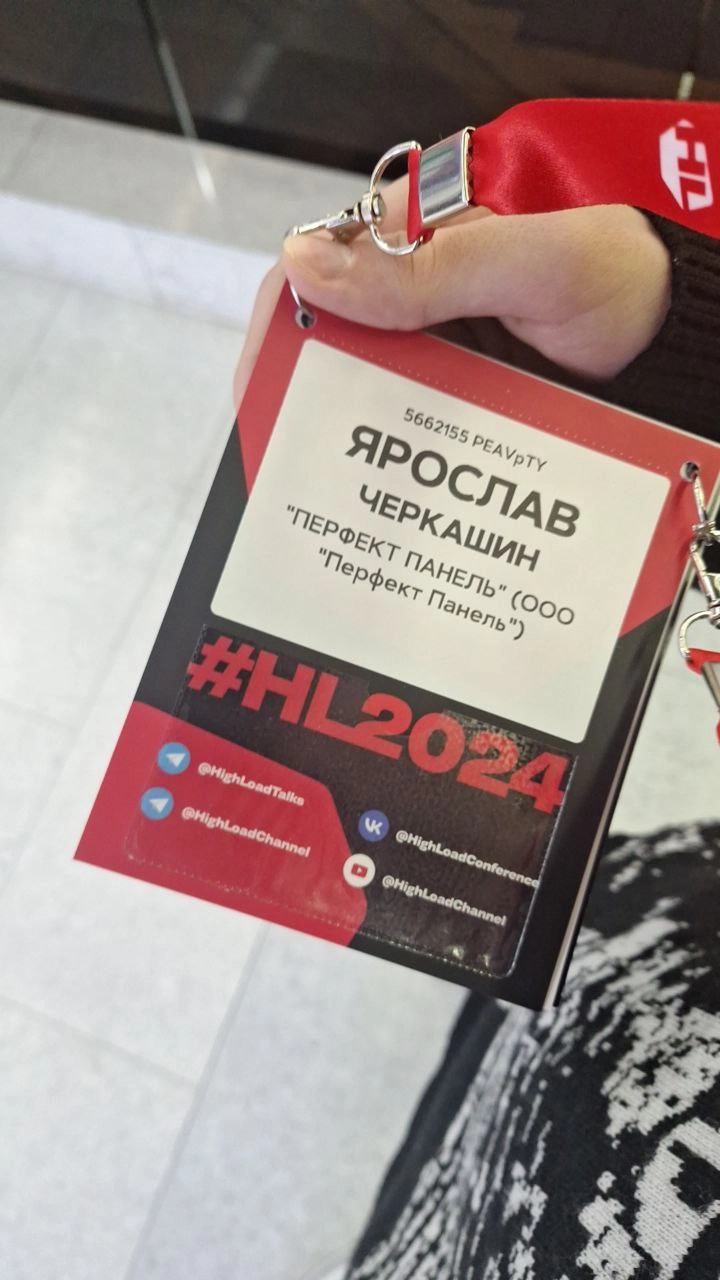 5662155 PEAVpTY
ЯРОСЛАВ
ЧЕРКАШИН
"ПЕРФЕКТ ПАНЕЛЬ" (ООО
"Перфект Панель")
#HL2024
@HighLoadTalks
@HighLoadChannel
@HighLoadConference
@HighLoadChannel